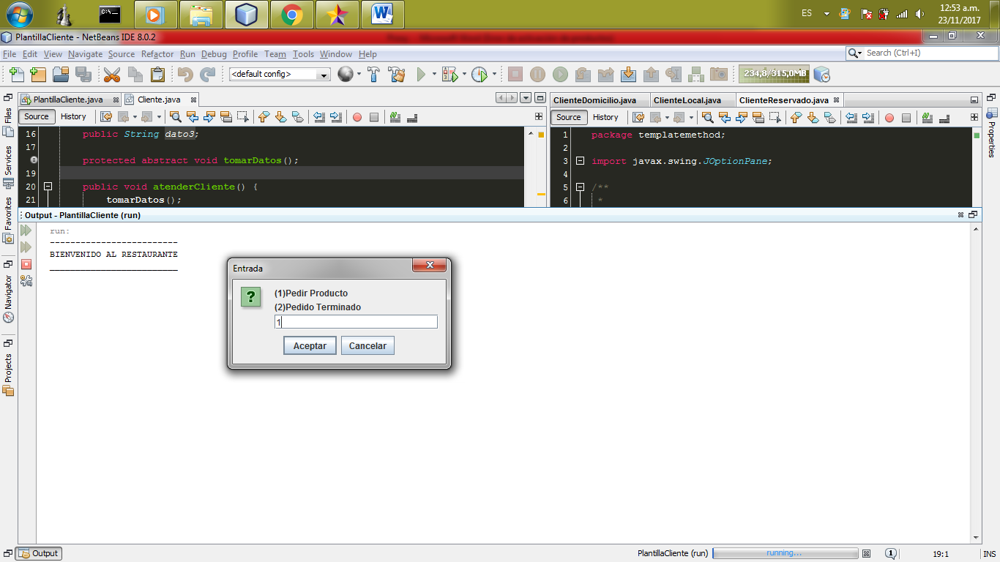 ES
12:53 a.m.
23/11/2017
PlantillaCliente - NetBeans IDE 8.0.2
File Edit View Navigate Source Refactor Run Debug Profile Team Tools Window Help
Search (Ctrl+I)
<default config>
234,8/315,0MB
PlantillaCliente.java
Cliente.java
ClienteDomicilio.java
ClienteLocal.java
ClienteReservado.java
Source History
Source History
16 public String dato3;
17
protected abstract void tomarDatos();
19
20 public void atenderCliente() {
21 tomarDatos();
1 package templatemethod;
2
3 import javax.swing.JOptionPane;
4
5 /**
6 *
Files
Services
Favorites
Navigator
Projects
Properties
Output - PlantillaCliente (run)
run:
-------------------------
BIENVENIDO AL RESTAURANTE
_________________________
Entrada
?
(1)Pedir Producto
(2)Pedido Terminado
1
Aceptar
Cancelar
Output
PlantillaCliente (run)
running...
1
19:1
INS